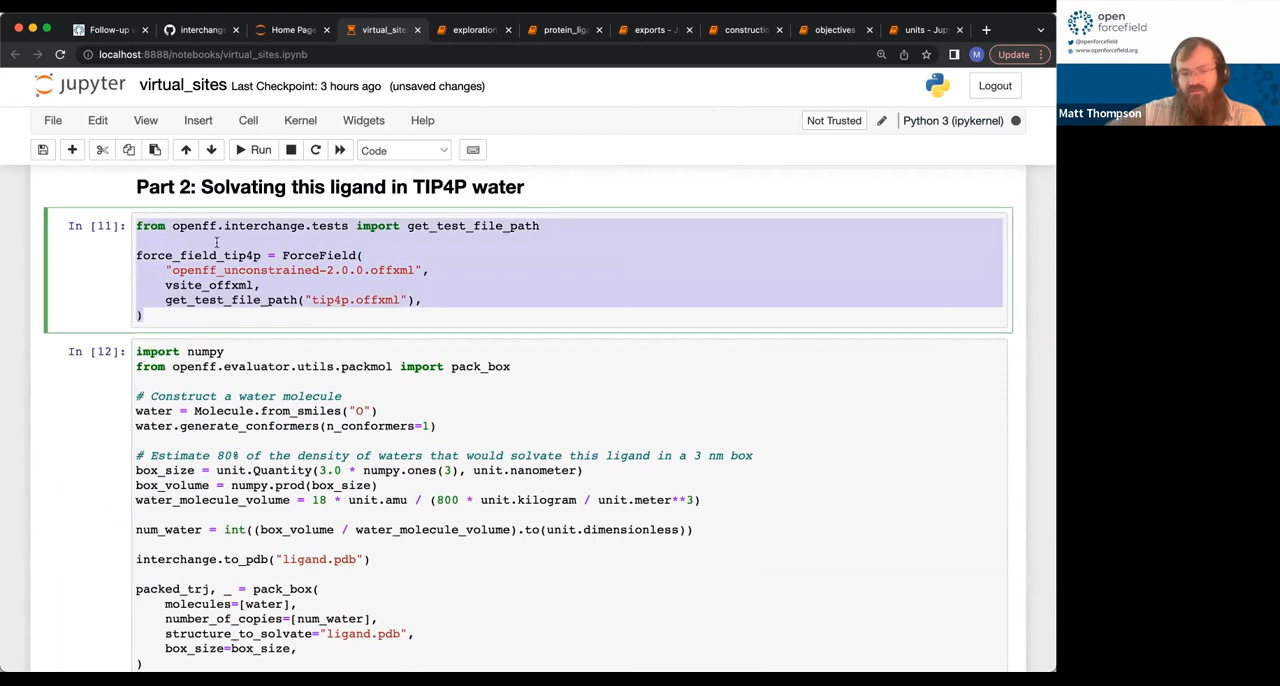 Follow-up w
interchang
Home Page
virtual_site
exploration
protein_lig
exports - J
constructio
objectives
units - Jup
localhost:8888/notebooks/virtual_sites.ipynb
M
Update
jupyter
virtual_sites Last Checkpoint: 3 hours ago (unsaved changes)
Logout
File Edit View Insert Cell Kernel Widgets Help
Not Trusted
Python 3 (ipykernel)
Run
Code
Part 2: Solvating this ligand in TIP4P water
In [11]:
from openff.interchange.tests import get_test_file_path
force_field_tip4p = ForceField(
"openff_unconstrained-2.0.0.offxml",
vsite_offxml,
get_test_file_path("tip4p.offxml"),
)
In [12]:
import numpy
from openff.evaluator.utils.packmol import pack_box
# Construct a water molecule
water = Molecule.from_smiles("O")
water.generate_conformers(n_conformers=1)
# Estimate 80% of the density of waters that would solvate this ligand in a 3 nm box
box_size = unit.Quantity(3.0 * numpy.ones(3), unit.nanometer)
box_volume = numpy.prod(box_size)
water_molecule_volume = 18 * unit.amu / (800 * unit.kilogram / unit.meter**3)
num_water = int((box_volume / water_molecule_volume).to(unit.dimensionless))
interchange.to_pdb("ligand.pdb")
packed_trj, _ = pack_box(
molecules=[water],
number_of_copies=[num_water],
structure_to_solvate="ligand.pdb",
box_size=box_size,
)
open
forcefield
@openforcefield
www.openforcefield.org
Matt Thompson